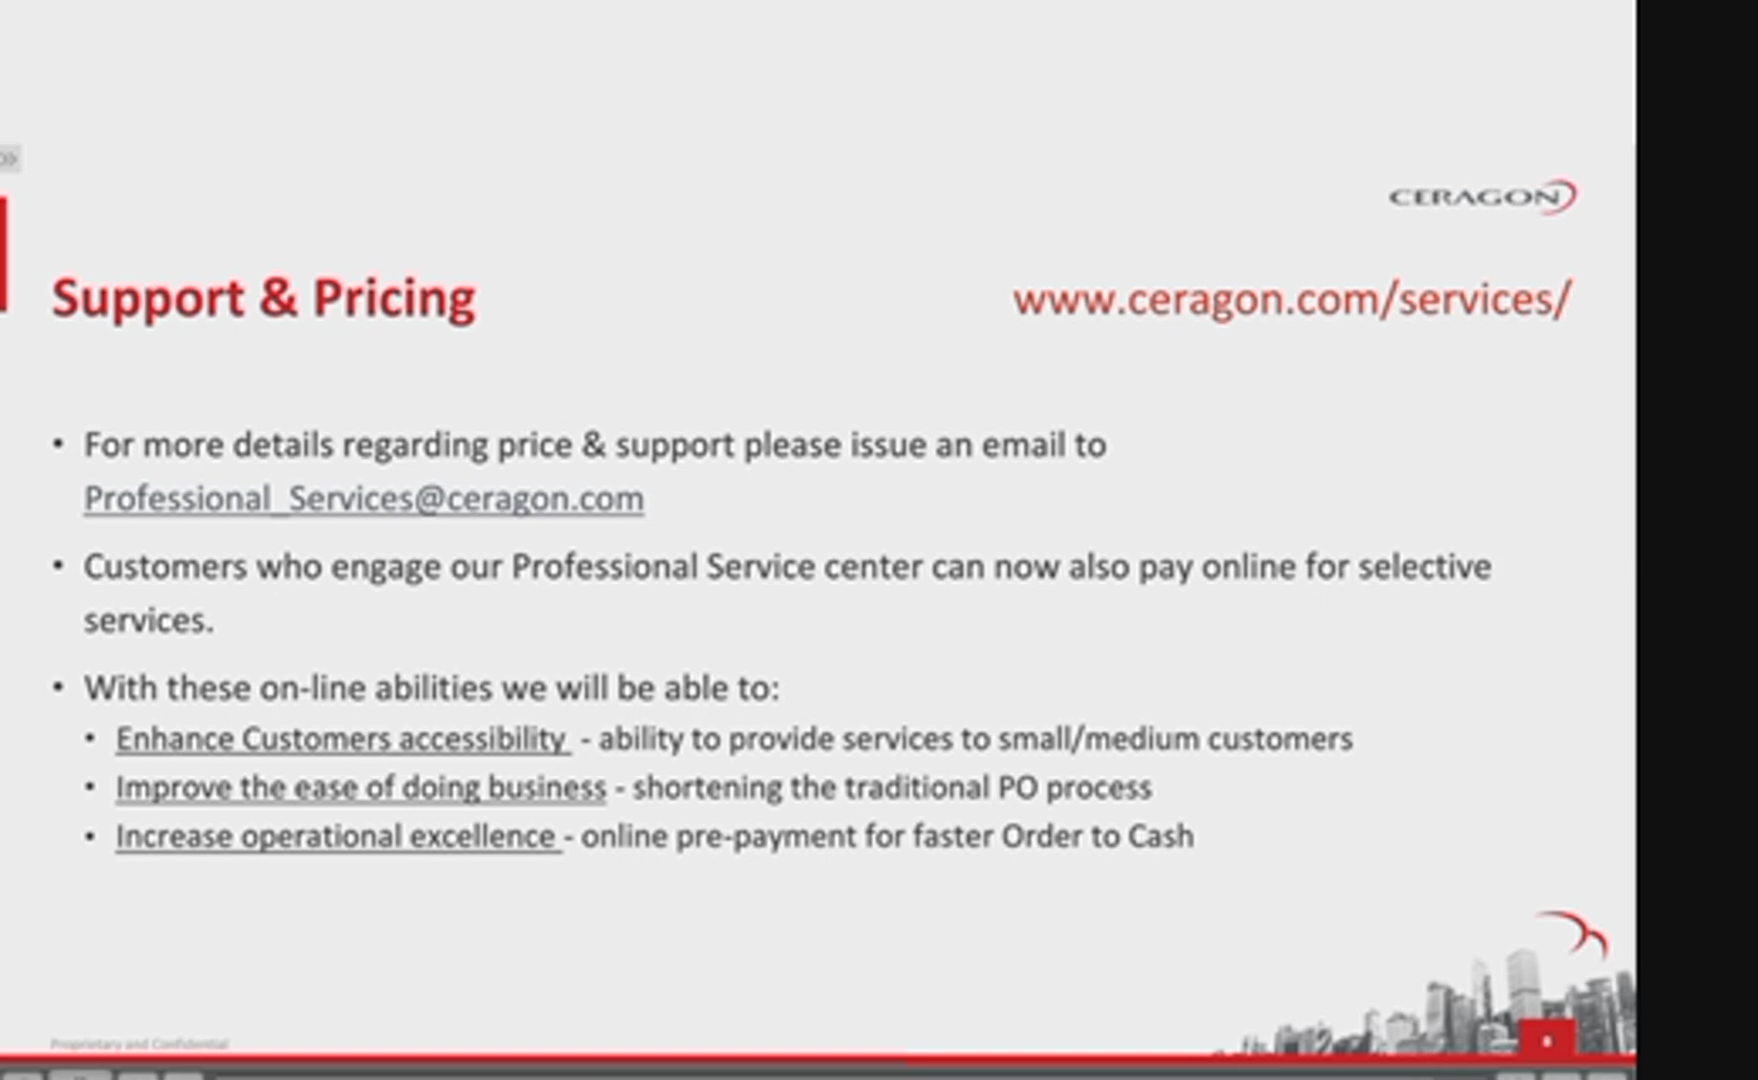 CERAGON
Support & Pricing
www.ceragon.com/services/
• For more details regarding price & support please issue an email to
Professional_Services@ceragon.com
• Customers who engage our Professional Service center can now also pay online for selective
services.
• With these on-line abilities we will be able to:
• Enhance Customers accessibility - ability to provide services to small/medium customers
• Improve the ease of doing business - shortening the traditional PO process
• Increase operational excellence - online pre-payment for faster Order to Cash
Proprietary and Confidential